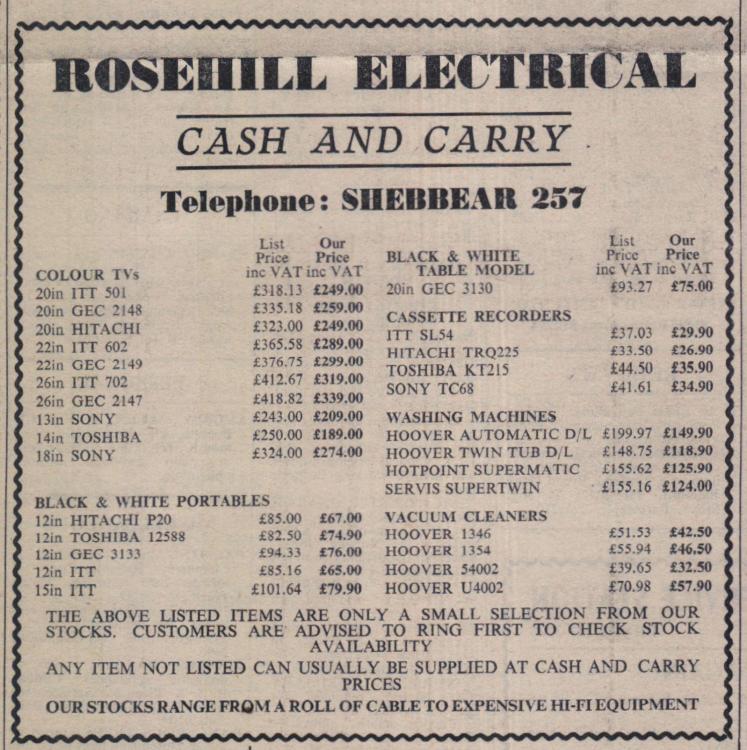 ROSEHILL ELECTRICAL
CASH AND CARRY
Telephone: SHEBBEAR 257
List Our
Price Price
COLOUR TVs inc VAT inc VAT
20in ITT 501 £318.13 £249.00
20in GEC 2148 £335.18 £259.00
20in HITACHI £323.00 £249.00
22in ITT 602 £365.58 £289.00
22in GEC 2149 £376.75 £299.00
26in ITT 702 £412.67 £319.00
26in GEC 2147 £418.82 £339.00
13in SONY £243.00 £209.00
14in TOSHIBA £250.00 £189.00
18in SONY £324.00 £274.00
BLACK & WHITE PORTABLES
12in HITACHI P20 £85.00 £67.00
12in TOSHIBA 12588 £82.50 £74.90
12in GEC 3133 £94.33 £76.00
12in ITT £85.16 £65.00
15in ITT £101.64 £79.90
List Our
BLACK & WHITE Price Price
TABLE MODEL inc VAT inc VAT
20in GEC 3130 £93.27 £75.00
CASSETTE RECORDERS
ITT SL54 £37.03 £29.90
HITACHI TRQ225 £33.50 £26.90
TOSHIBA KT215 £44.50 £35.90
SONY TC68 £41.61 £34.90
WASHING MACHINES
HOOVER AUTOMATIC D/L £199.97 £149.90
HOOVER TWIN TUB D/L £148.75 £118.90
HOTPOINT SUPERMATIC £155.62 £125.90
SERVIS SUPERTWIN £155.16 £124.00
VACUUM CLEANERS
HOOVER 1346 £51.53 £42.50
HOOVER 1354 £55.94 £46.50
HOOVER 54002 £39.65 £32.50
HOOVER U4002 £70.98 £57.90
THE ABOVE LISTED ITEMS ARE ONLY A SMALL SELECTION FROM OUR
STOCKS. CUSTOMERS ARE ADVISED TO RING FIRST TO CHECK STOCK
AVAILABILITY
ANY ITEM NOT LISTED CAN USUALLY BE SUPPLIED AT CASH AND CARRY
PRICES
OUR STOCKS RANGE FROM A ROLL OF CABLE TO EXPENSIVE HI-FI EQUIPMENT